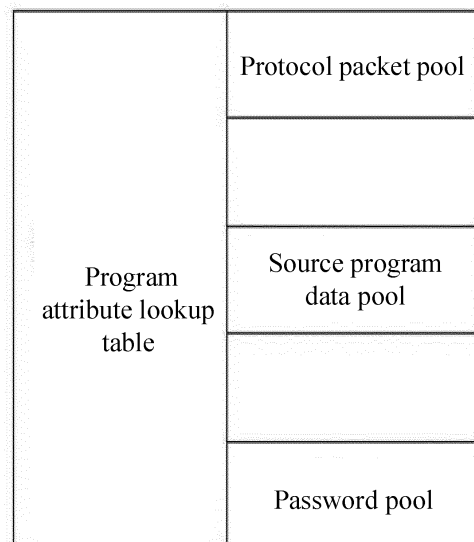 Protocol packet pool
Source program
data pool
Program
attribute lookup
table
Password pool